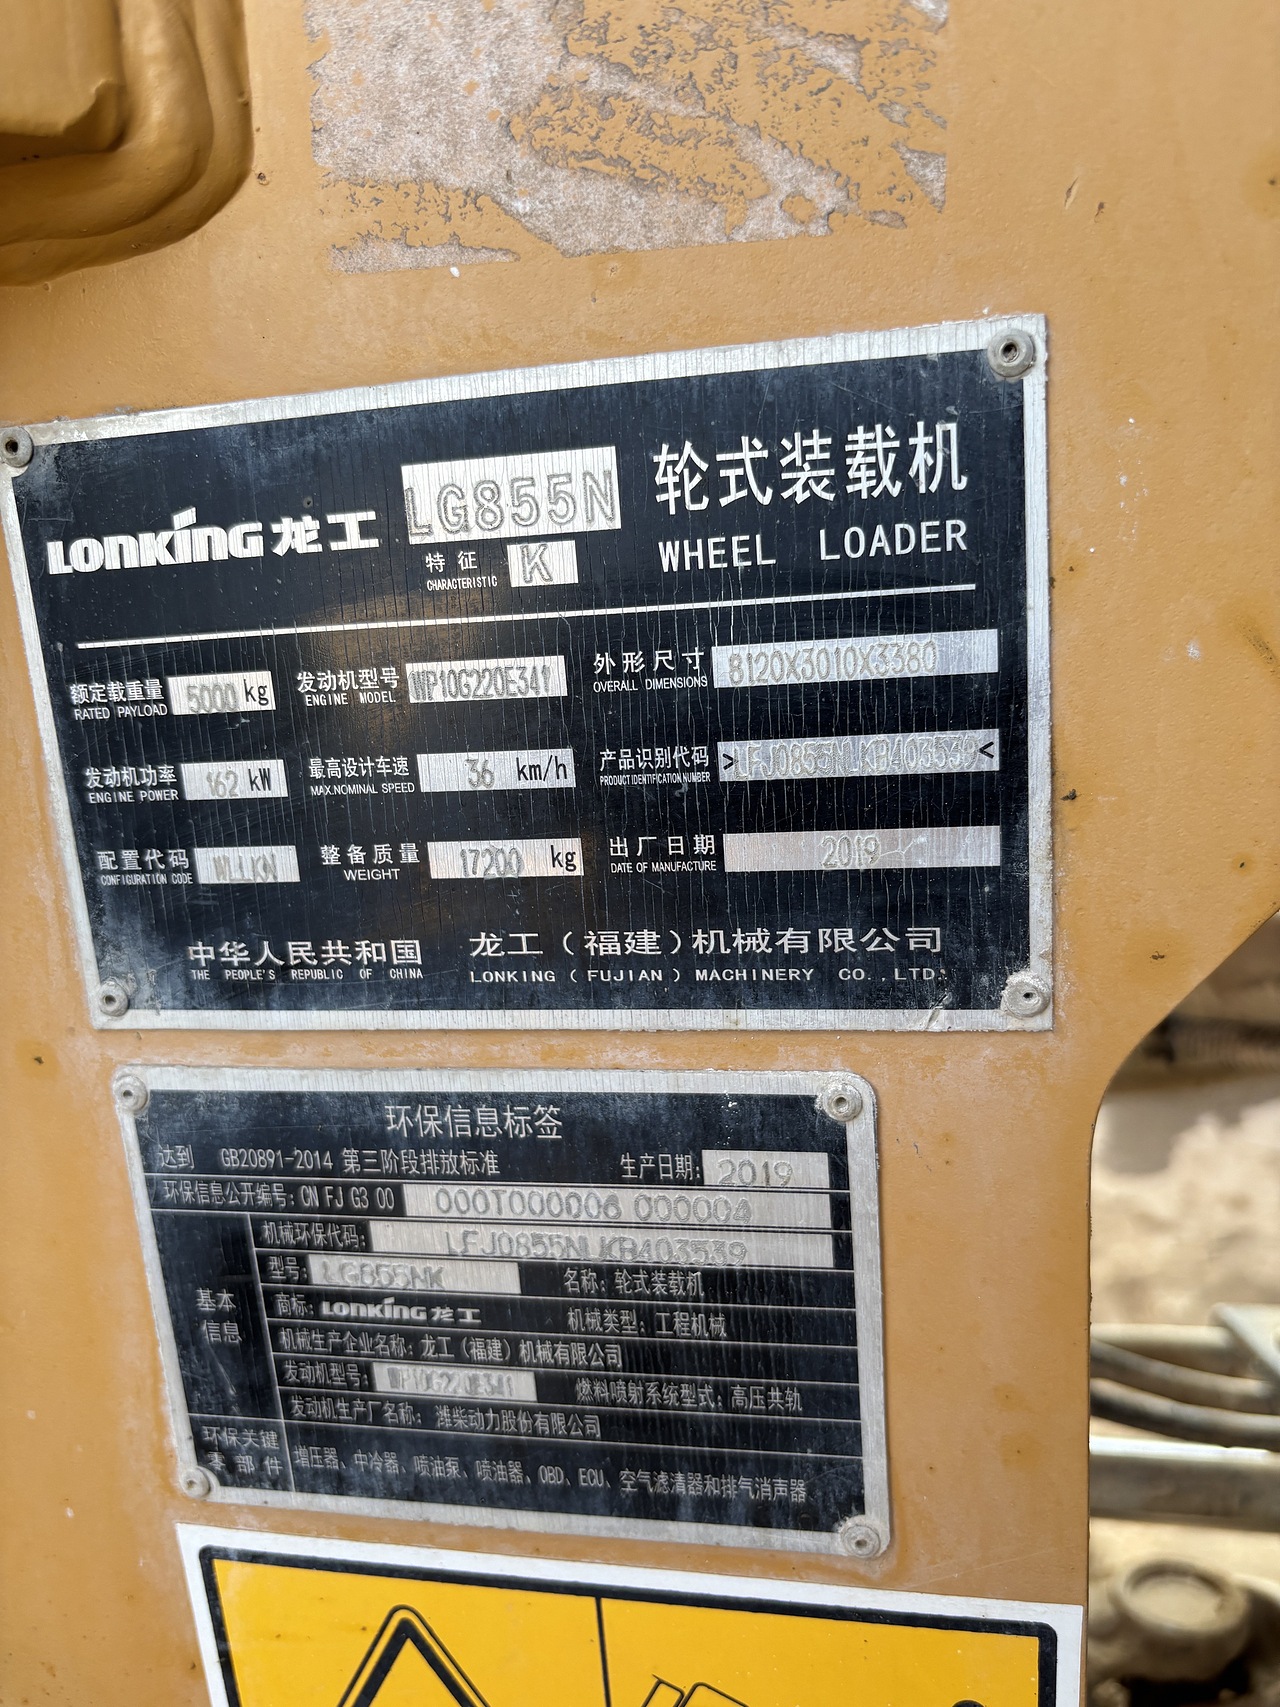 LONKING 龙工 LG855N 轮式装载机
特征 K WHEEL LOADER
CHARACTERISTIC
额定载重量 5000 kg 发动机型号 WP10G220E341 外形尺寸 8120X3010X3380
RATED PAYLOAD ENGINE MODEL OVERALL DIMENSIONS
发动机功率 162 kW 最高设计车速 36 km/h 产品识别代码 >LFJ0855NLKB403539<
ENGINE POWER MAX.NOMINAL SPEED PRODUCT IDENTIFICATION NUMBER
配置代码 整备质量 17200 kg 出厂日期 2019
CONFIGURATION CODE WEIGHT DATE OF MANUFACTURE
中华人民共和国 龙工(福建)机械有限公司
THE PEOPLE'S REPUBLIC OF CHINA LONKING (FUJIAN) MACHINERY CO.,LTD.
环保信息标签
达到 GB20891-2014 第三阶段排放标准 生产日期: 2019
环保信息公开编号: CN FJ G3 00 000T000006 000004
机械环保代码: LFJ0855NLKB403539
型号: LG855NK 名称: 轮式装载机
基本信息
商标: LONKING 龙工 机械类型: 工程机械
机械生产企业名称: 龙工(福建)机械有限公司
发动机型号: WP10G220E341 燃料喷射系统型式: 高压共轨
发动机生产厂名称: 潍柴动力股份有限公司
环保关键零部件 增压器、中冷器、喷油泵、喷油器、OBD、ECU、空气滤清器和排气消声器